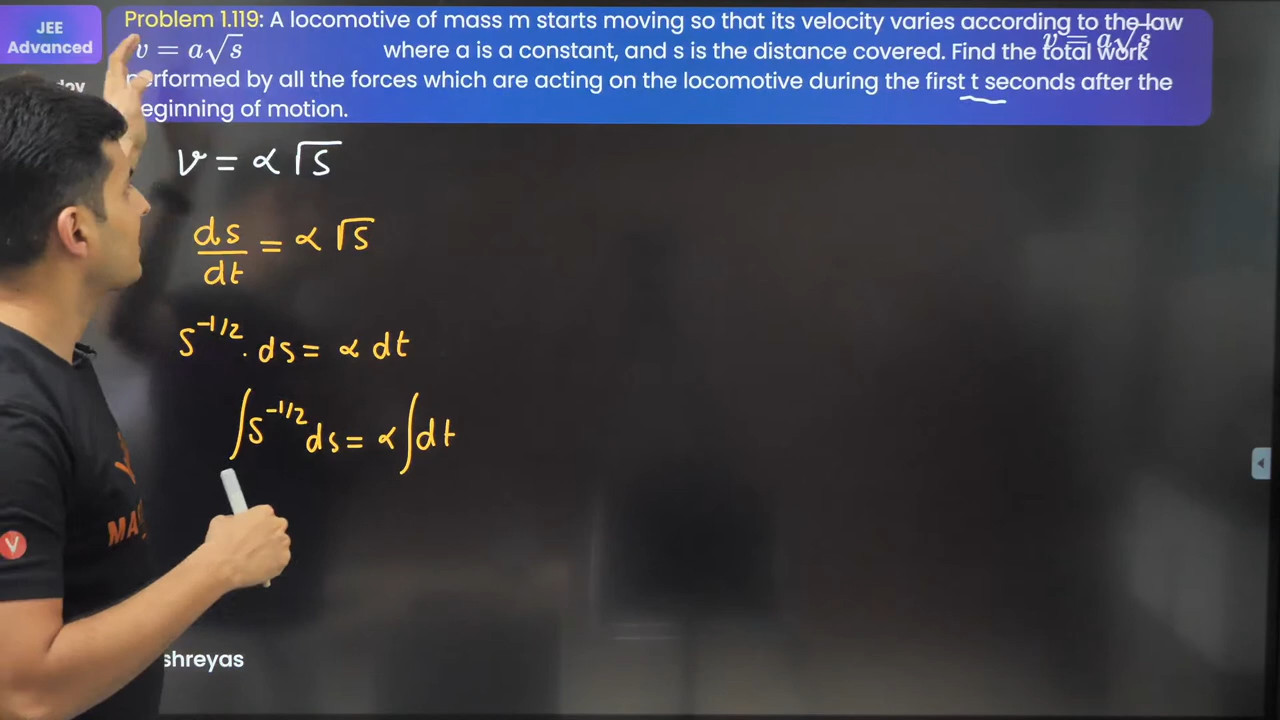 JEE
Advanced
Problem 1.119: A locomotive of mass m starts moving so that its velocity varies according to the law
v = a√s where a is a constant, and s is the distance covered. Find the total work
v = a√s
performed by all the forces which are acting on the locomotive during the first t seconds after the
beginning of motion.
v = α √s
ds/dt = α √s
s^-1/2 . ds = α dt
∫ s^-1/2 ds = α ∫ dt
V
shreyas